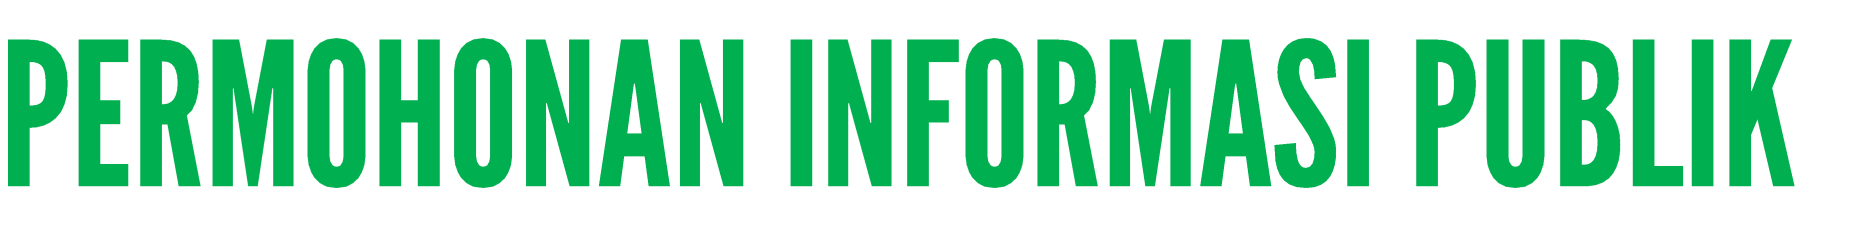 PERMOHONAN INFORMASI PUBLIK